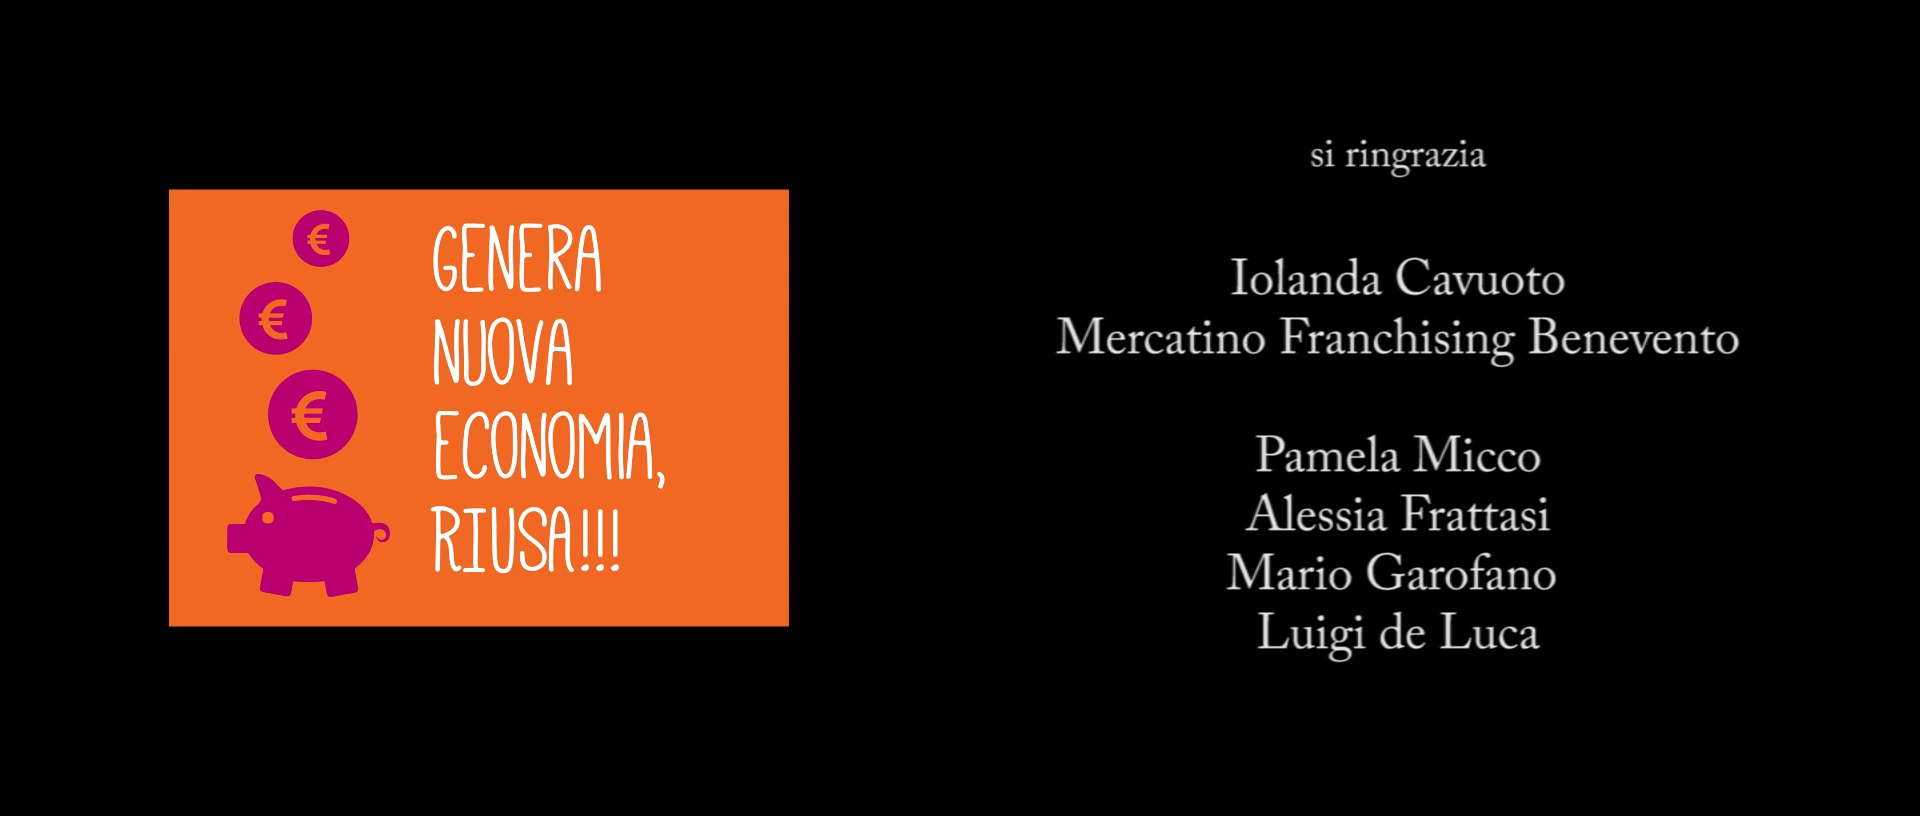 €
€
€
GENERA
NUOVA
ECONOMIA,
RIUSA!!!
si ringrazia
Iolanda Cavuoto
Mercatino Franchising Benevento
Pamela Micco
Alessia Frattasi
Mario Garofano
Luigi de Luca